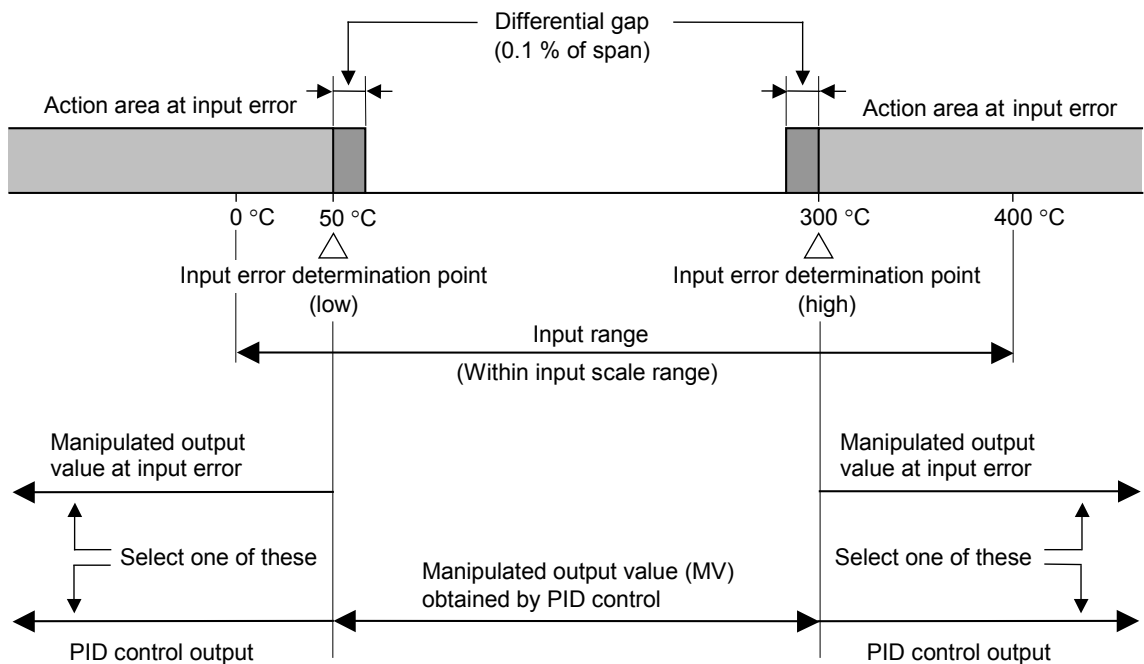 Differential gap
(0.1 % of span)
Action area at input error
Action area at input error
0 °C
50 °C
300 °C
400 °C
Input error determination point
(low)
Input error determination point
(high)
Input range
(Within input scale range)
Manipulated output
value at input error
Manipulated output
value at input error
Select one of these
Manipulated output value (MV)
obtained by PID control
Select one of these
PID control output
PID control output